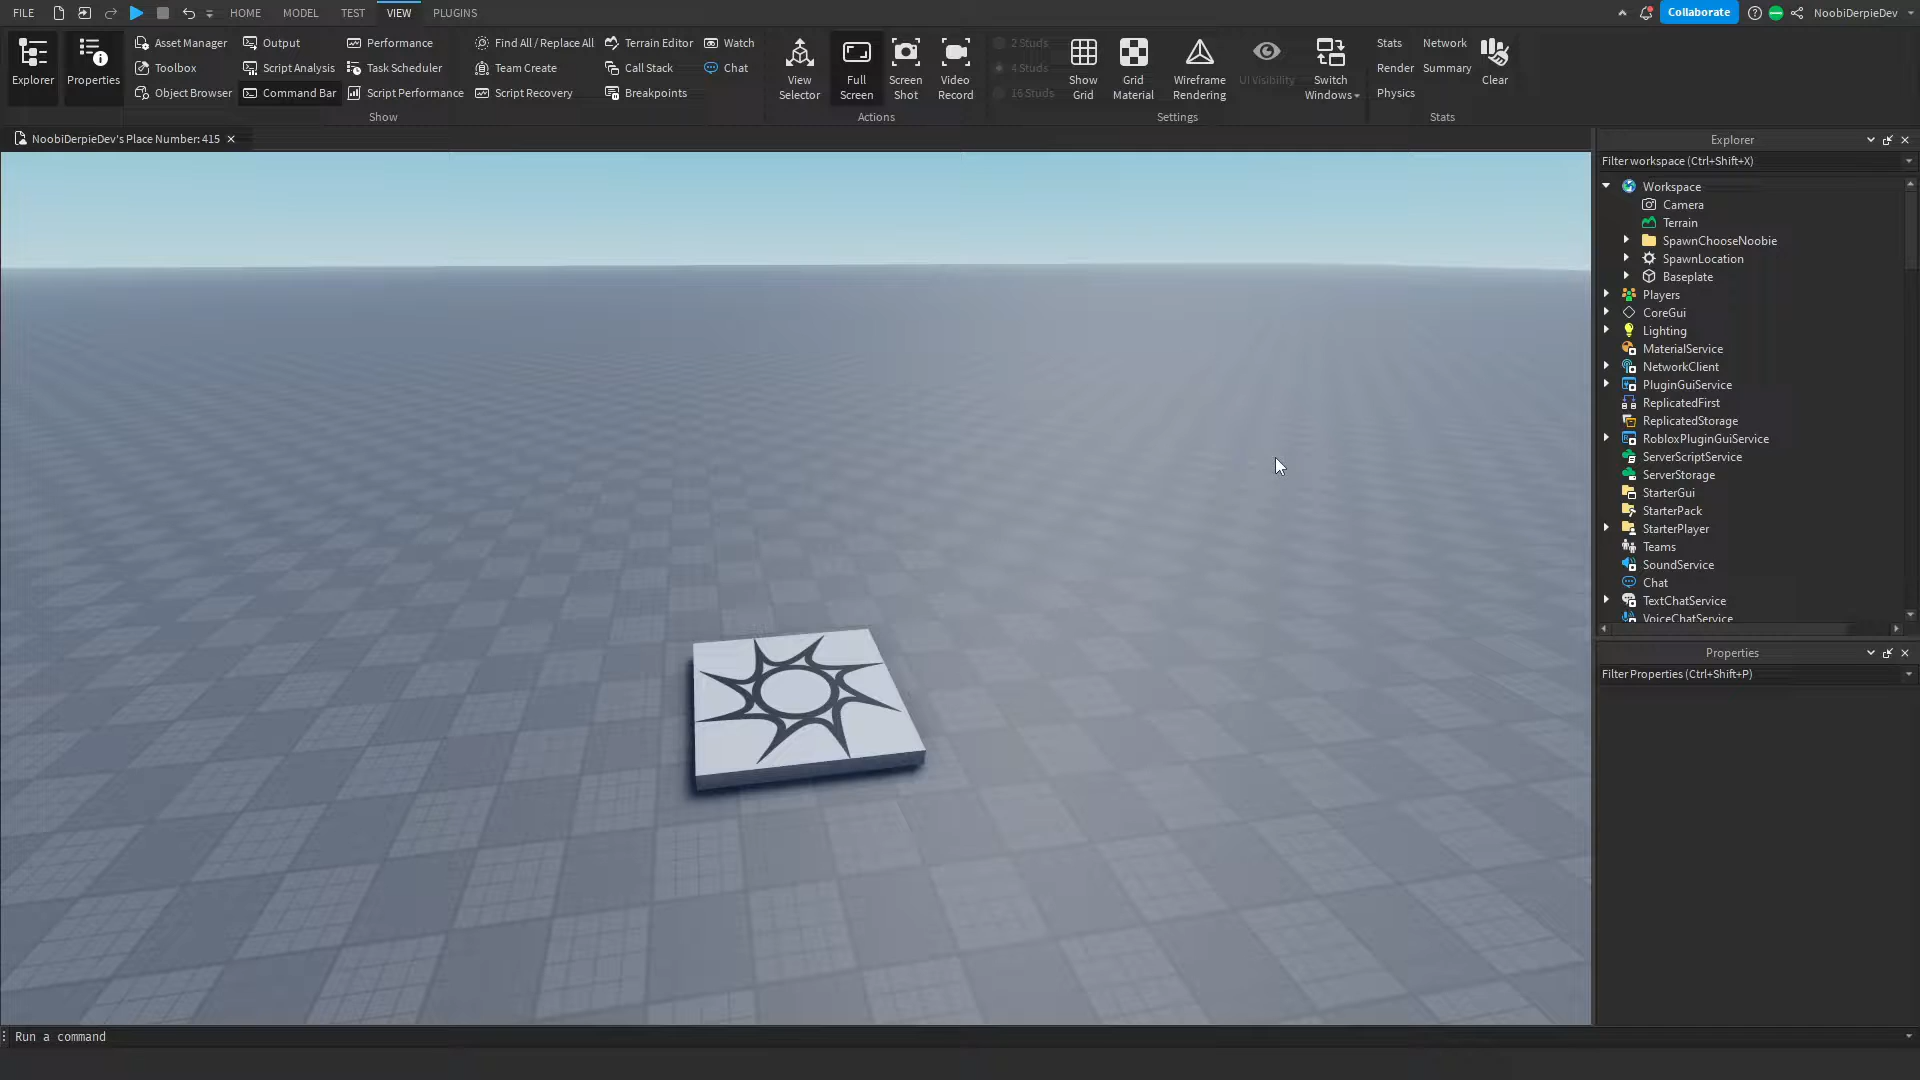 FILE HOME MODEL TEST VIEW PLUGINS Collaborate NoobiDerpieDev
Explorer
Properties
Asset Manager
Toolbox
Object Browser
Output
Script Analysis
Command Bar
Performance
Task Scheduler
Script Performance
Find All / Replace All
Team Create
Script Recovery
Terrain Editor
Call Stack
Breakpoints
Watch
Chat
Show
View
Selector
Full
Screen
Screen
Shot
Video
Record
Actions
2 Studs
4 Studs
16 Studs
Show
Grid
Grid
Material
Wireframe
Rendering
UI Visibility
Switch
Windows
Settings
Stats
Render
Physics
Network
Summary
Clear
Stats
NoobiDerpieDev's Place Number: 415
Explorer
Filter workspace (Ctrl+Shift+X)
Workspace
Camera
Terrain
SpawnChooseNoobie
SpawnLocation
Baseplate
Players
CoreGui
Lighting
MaterialService
NetworkClient
PluginGuiService
ReplicatedFirst
ReplicatedStorage
RobloxPluginGuiService
ServerScriptService
ServerStorage
StarterGui
StarterPack
StarterPlayer
Teams
SoundService
Chat
TextChatService
VoiceChatService
Properties
Filter Properties (Ctrl+Shift+P)
Run a command